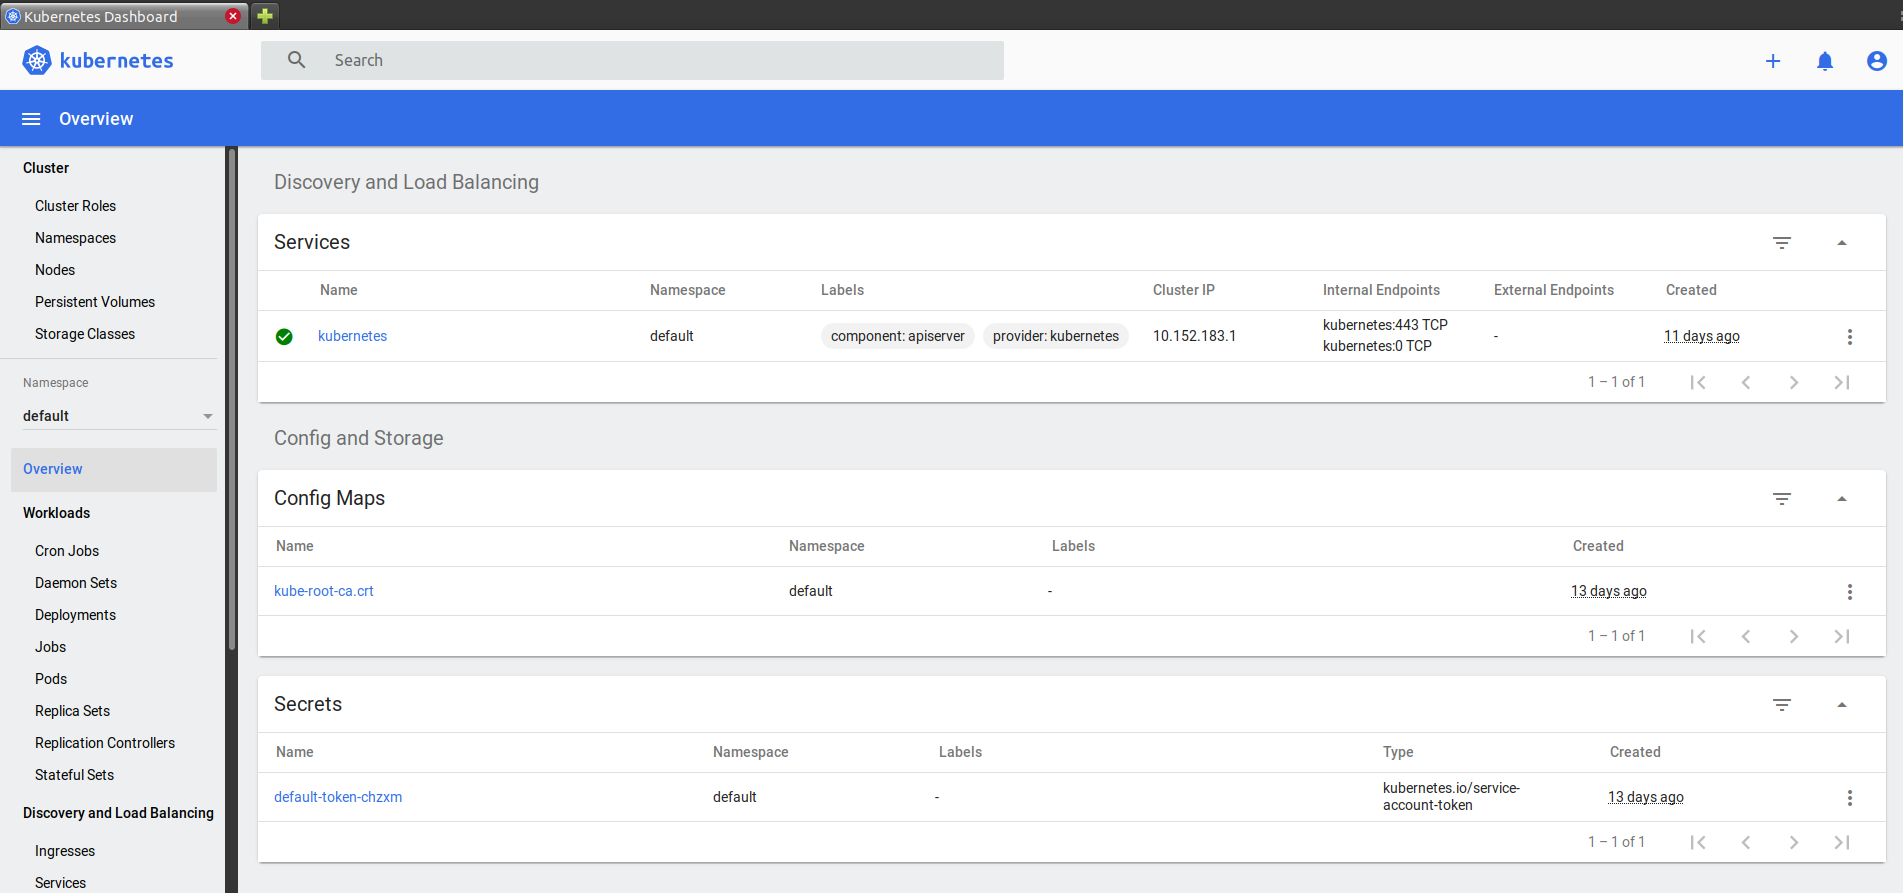 Kubernetes Dashboard
kubernetes
Search
Overview
Cluster
Cluster Roles
Namespaces
Nodes
Persistent Volumes
Storage Classes
Namespace
default
Overview
Workloads
Cron Jobs
Daemon Sets
Deployments
Jobs
Pods
Replica Sets
Replication Controllers
Stateful Sets
Discovery and Load Balancing
Ingresses
Services
Discovery and Load Balancing
Services
Name Namespace Labels Cluster IP Internal Endpoints External Endpoints Created
kubernetes default component: apiserver provider: kubernetes 10.152.183.1 kubernetes:443 TCP - 11 days ago
kubernetes:0 TCP
1 – 1 of 1
Config and Storage
Config Maps
Name Namespace Labels Created
kube-root-ca.crt default - 13 days ago
1 – 1 of 1
Secrets
Name Namespace Labels Type Created
default-token-chzxm default - kubernetes.io/service- 13 days ago
account-token
1 – 1 of 1